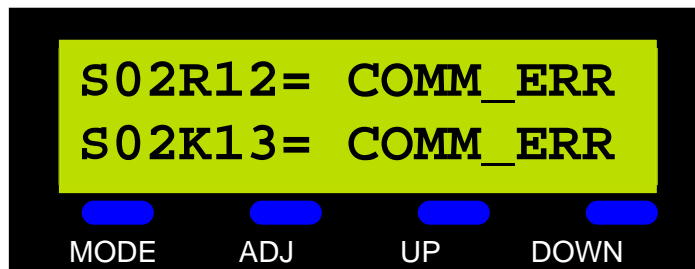 S02R12= COMM_ERR
S02K13= COMM_ERR
MODE ADJ UP DOWN